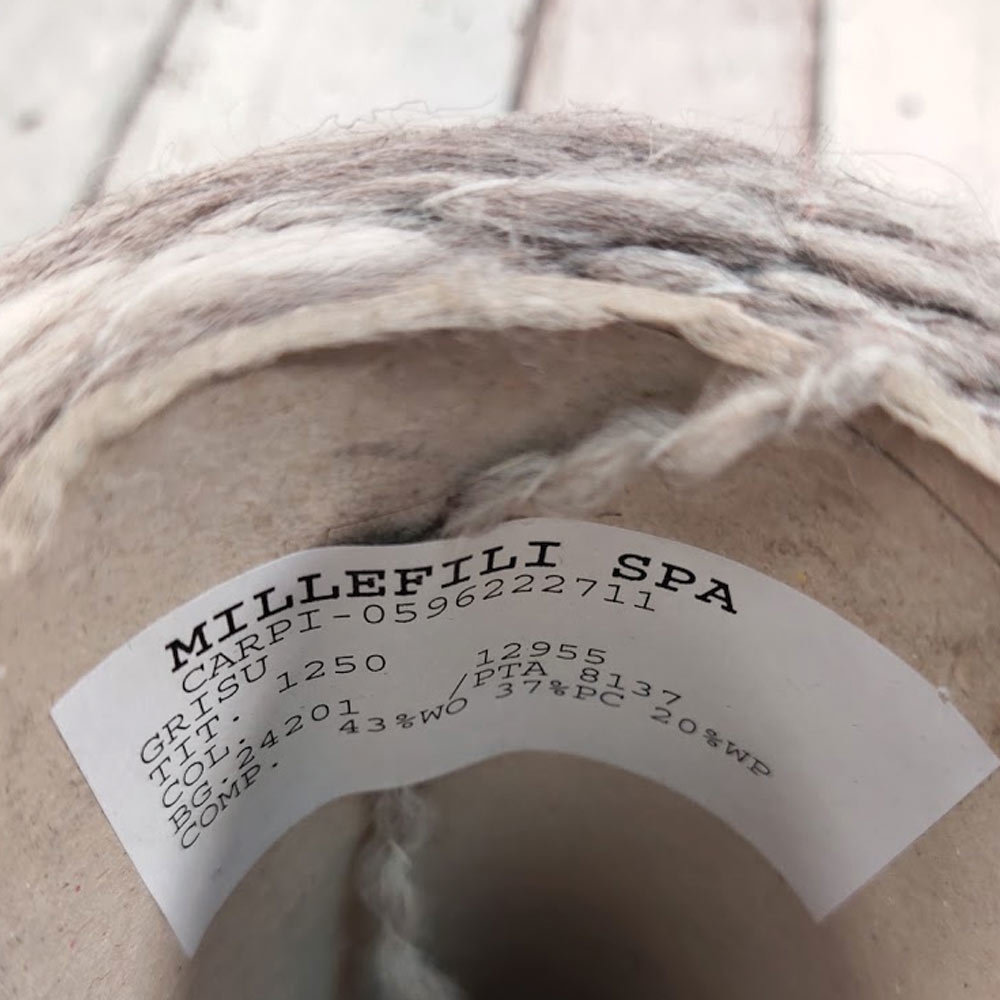 MILLEFILI SPA
CARPI-0596222711
GRISU
TIT. 1250 12955
COL.
BG.24201 /PTA 8137
COMP. 43%WO 37%PC 20%WP